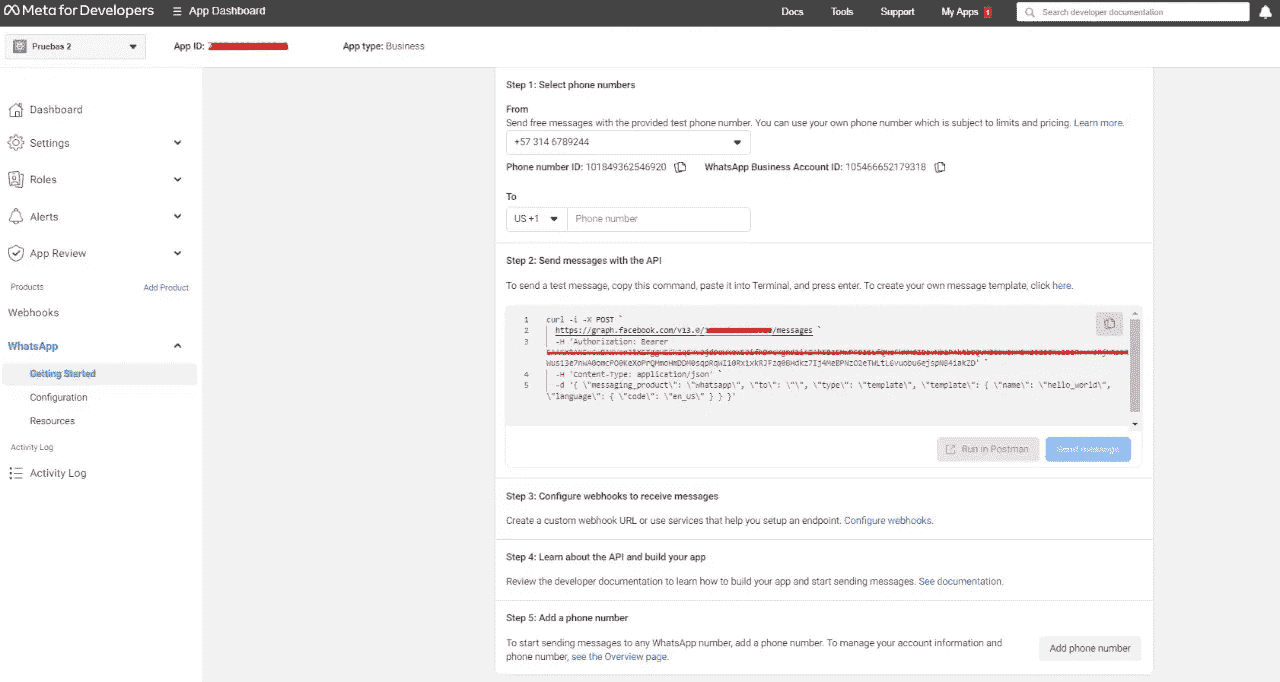 Meta for Developers
App Dashboard
Docs
Tools
Support
My Apps 1
Search developer documentation
Pruebas 2
App ID:
App type: Business
Dashboard
Settings
Roles
Alerts
App Review
Products
Add Product
Webhooks
WhatsApp
Getting Started
Configuration
Resources
Activity Log
Activity Log
Step 1: Select phone numbers
From
Send free messages with the provided test phone number. You can use your own phone number which is subject to limits and pricing. Learn more.
+57 314 6789244
Phone number ID: 101849362546920
WhatsApp Business Account ID: 105466652179318
To
US +1
Phone number
Step 2: Send messages with the API
To send a test message, copy this command, paste it into Terminal, and press enter. To create your own message template, click here.
1 curl -i -X POST `
2 https://graph.facebook.com/v13.0/ /messages `
3 -H 'Authorization: Bearer
4 -H 'Content-Type: application/json' `
5 -d '{ \"messaging_product\": \"whatsapp\", \"to\": \"\", \"type\": \"template\", \"template\": { \"name\": \"hello_world\",
\"language\": { \"code\": \"en_US\" } } }'
Run in Postman
Send message
Step 3: Configure webhooks to receive messages
Create a custom webhook URL or use services that help you setup an endpoint. Configure webhooks.
Step 4: Learn about the API and build your app
Review the developer documentation to learn how to build your app and start sending messages. See documentation.
Step 5: Add a phone number
To start sending messages to any WhatsApp number, add a phone number. To manage your account information and
phone number, see the Overview page.
Add phone number